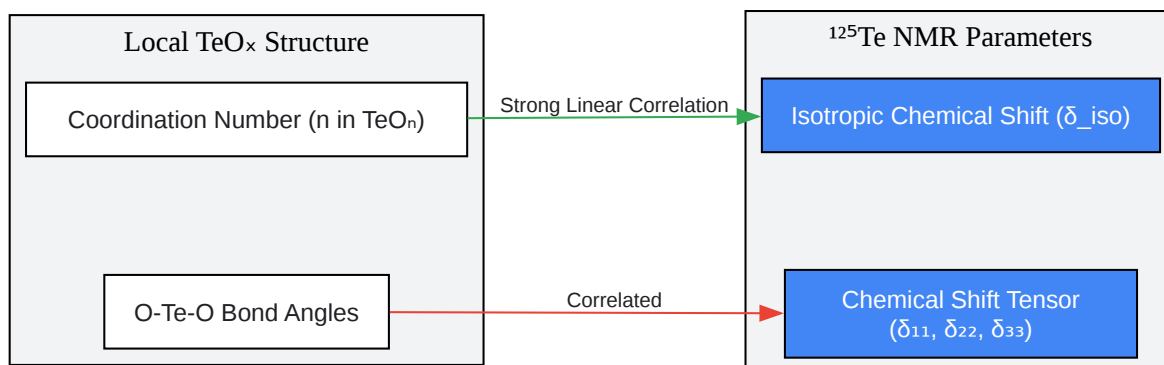 Local TeOₓ Structure
¹²⁵Te NMR Parameters
Coordination Number (n in TeOₙ)
Strong Linear Correlation
Isotropic Chemical Shift (δ_iso)
O-Te-O Bond Angles
Correlated
Chemical Shift Tensor
(δ₁₁, δ₂₂, δ₃₃)